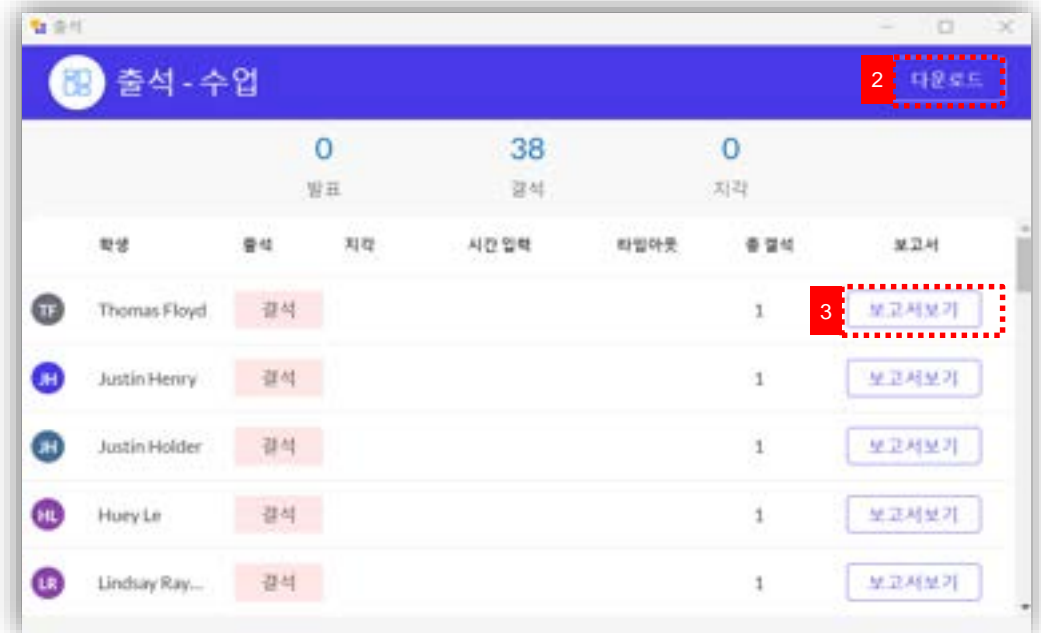 출석
출석 - 수업
2 다운로드
0 38 0
발표 결석 지각
학생 출석 지각 시간 입력 타임아웃 총 결석 보고서
TF Thomas Floyd 결석 1 3 보고서보기
JH Justin Henry 결석 1 보고서보기
JH Justin Holder 결석 1 보고서보기
HL Huey Le 결석 1 보고서보기
LR Lindsay Ray... 결석 1 보고서보기